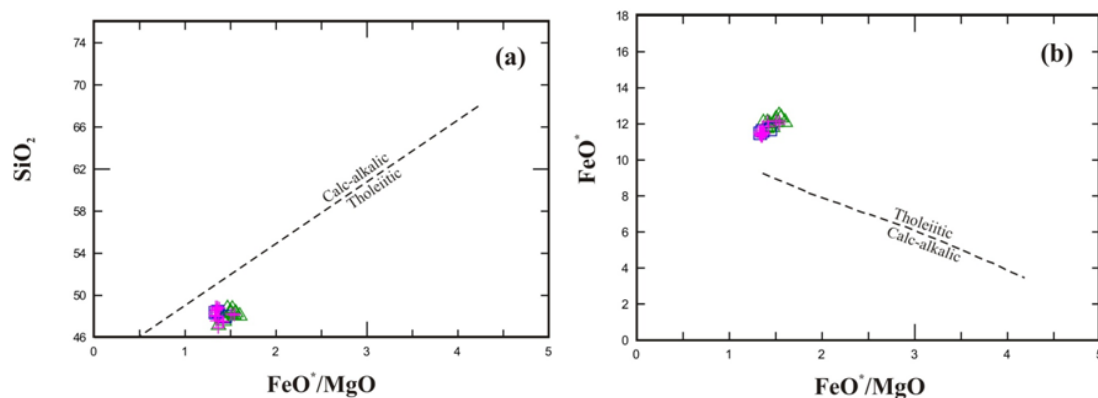 (a)
SiO₂
74
70
66
62
58
54
50
46
0 1 2 3 4 5
Calc-alkalic
Tholeiitic
FeO*/MgO
(b)
FeO*
18
16
14
12
10
8
6
4
2
0
0 1 2 3 4 5
Tholeiitic
Calc-alkalic
FeO*/MgO